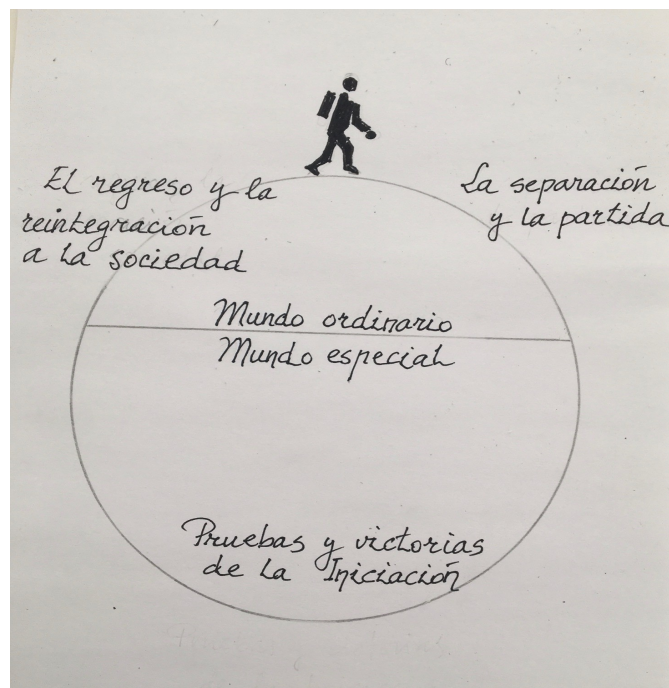 El regreso y la
reintegración
a la sociedad
La separación
y la partida
Mundo ordinario
Mundo especial
Pruebas y victorias
de la Iniciación